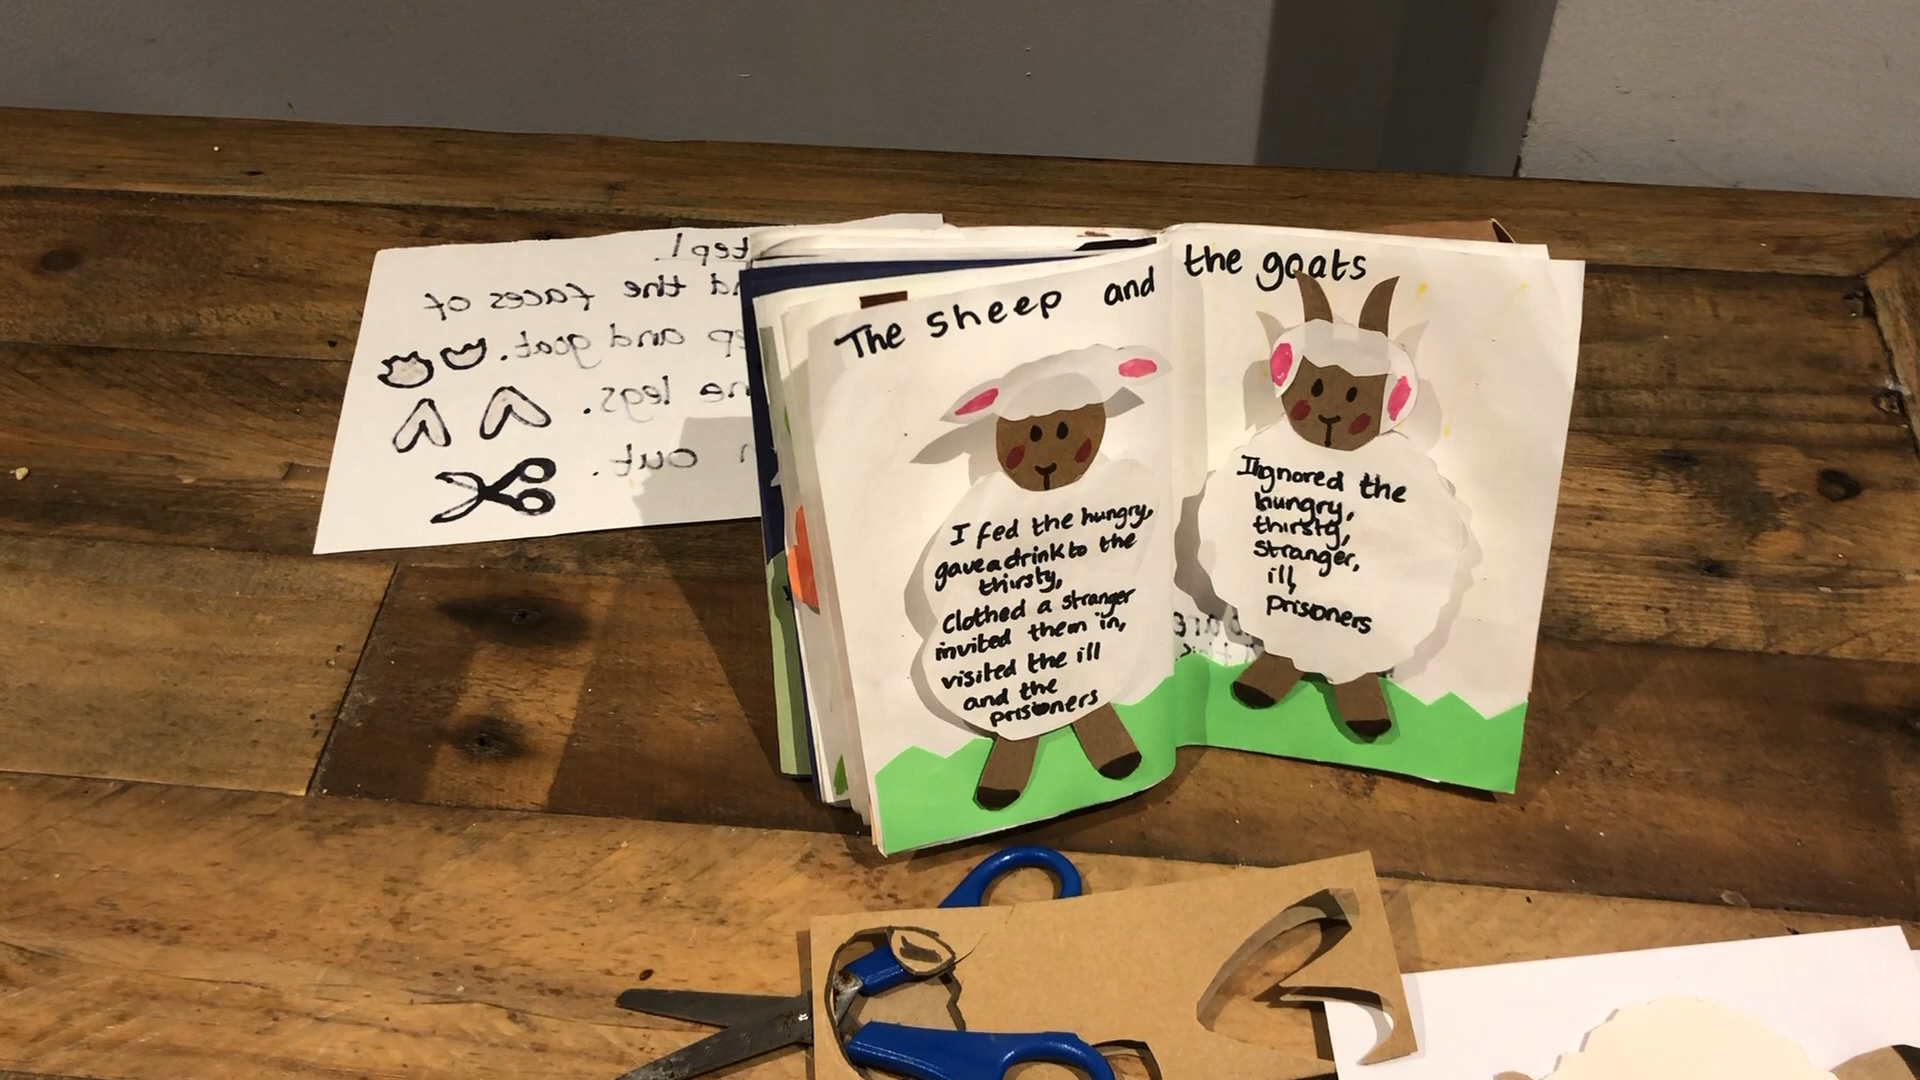 Step1
the faces of
and goat.
legs.
out.
The sheep and the goats
I fed the hungry,
gave a drink to the
thirsty,
Clothed a stranger
invited them in,
visited the ill
and the
prisoners
I ignored the
hungry,
thirsty,
stranger,
ill,
prisoners